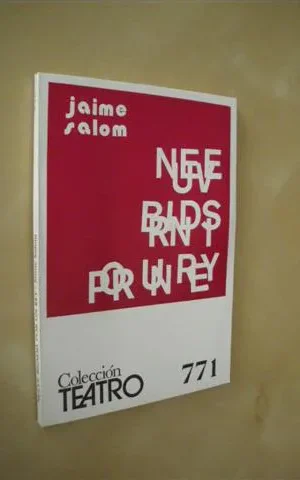 jaime
salom
NUEVE
BRINDIS
POR UN REY
Colección
TEATRO
771